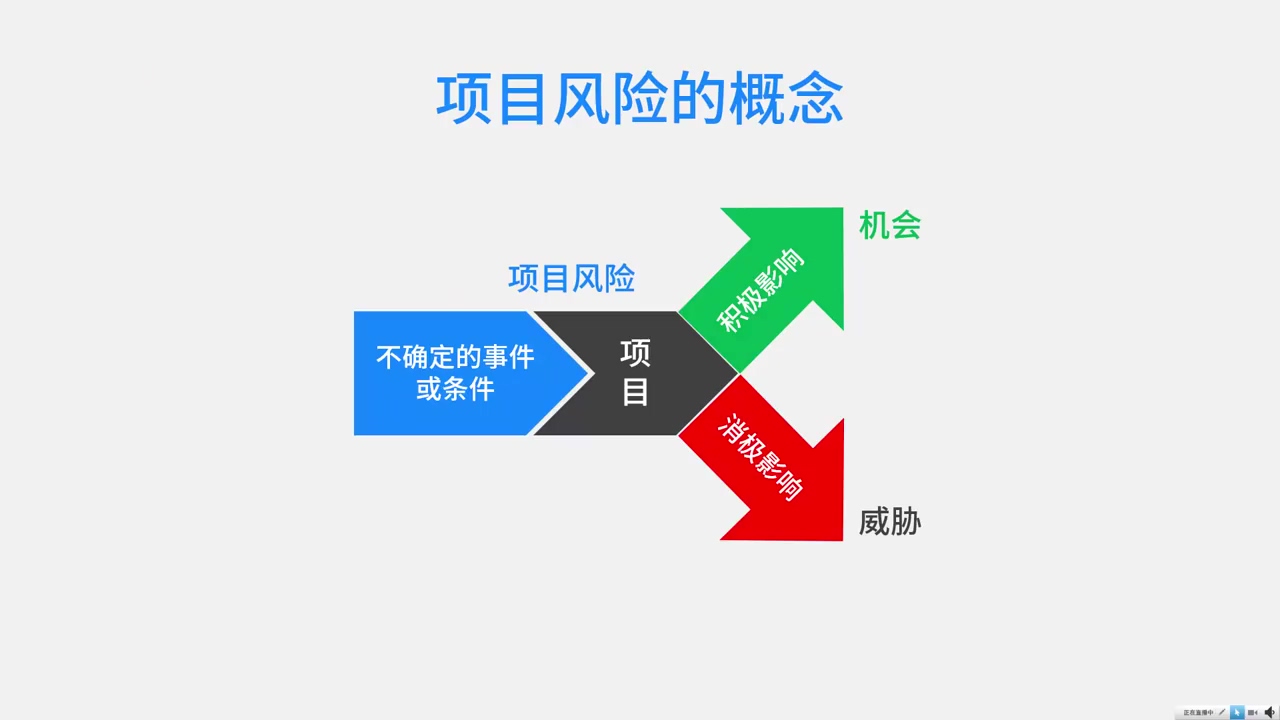 项目风险的概念
机会
项目风险
积极影响
不确定的事件
或条件
项
目
消极影响
威胁
正在直播中